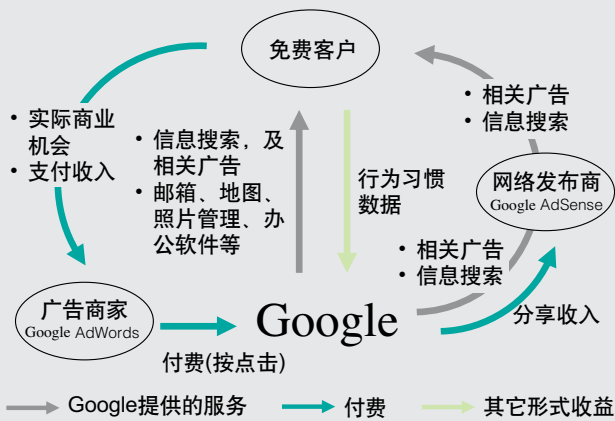 免费客户
• 实际商业
机会
• 支付收入
• 信息搜索，及
相关广告
• 邮箱、地图、
照片管理、办
公软件等
行为习惯
数据
• 相关广告
• 信息搜索
网络发布商
Google AdSense
• 相关广告
• 信息搜索
广告商家
Google AdWords
Google
分享收入
付费(按点击)
Google提供的服务
付费
其它形式收益